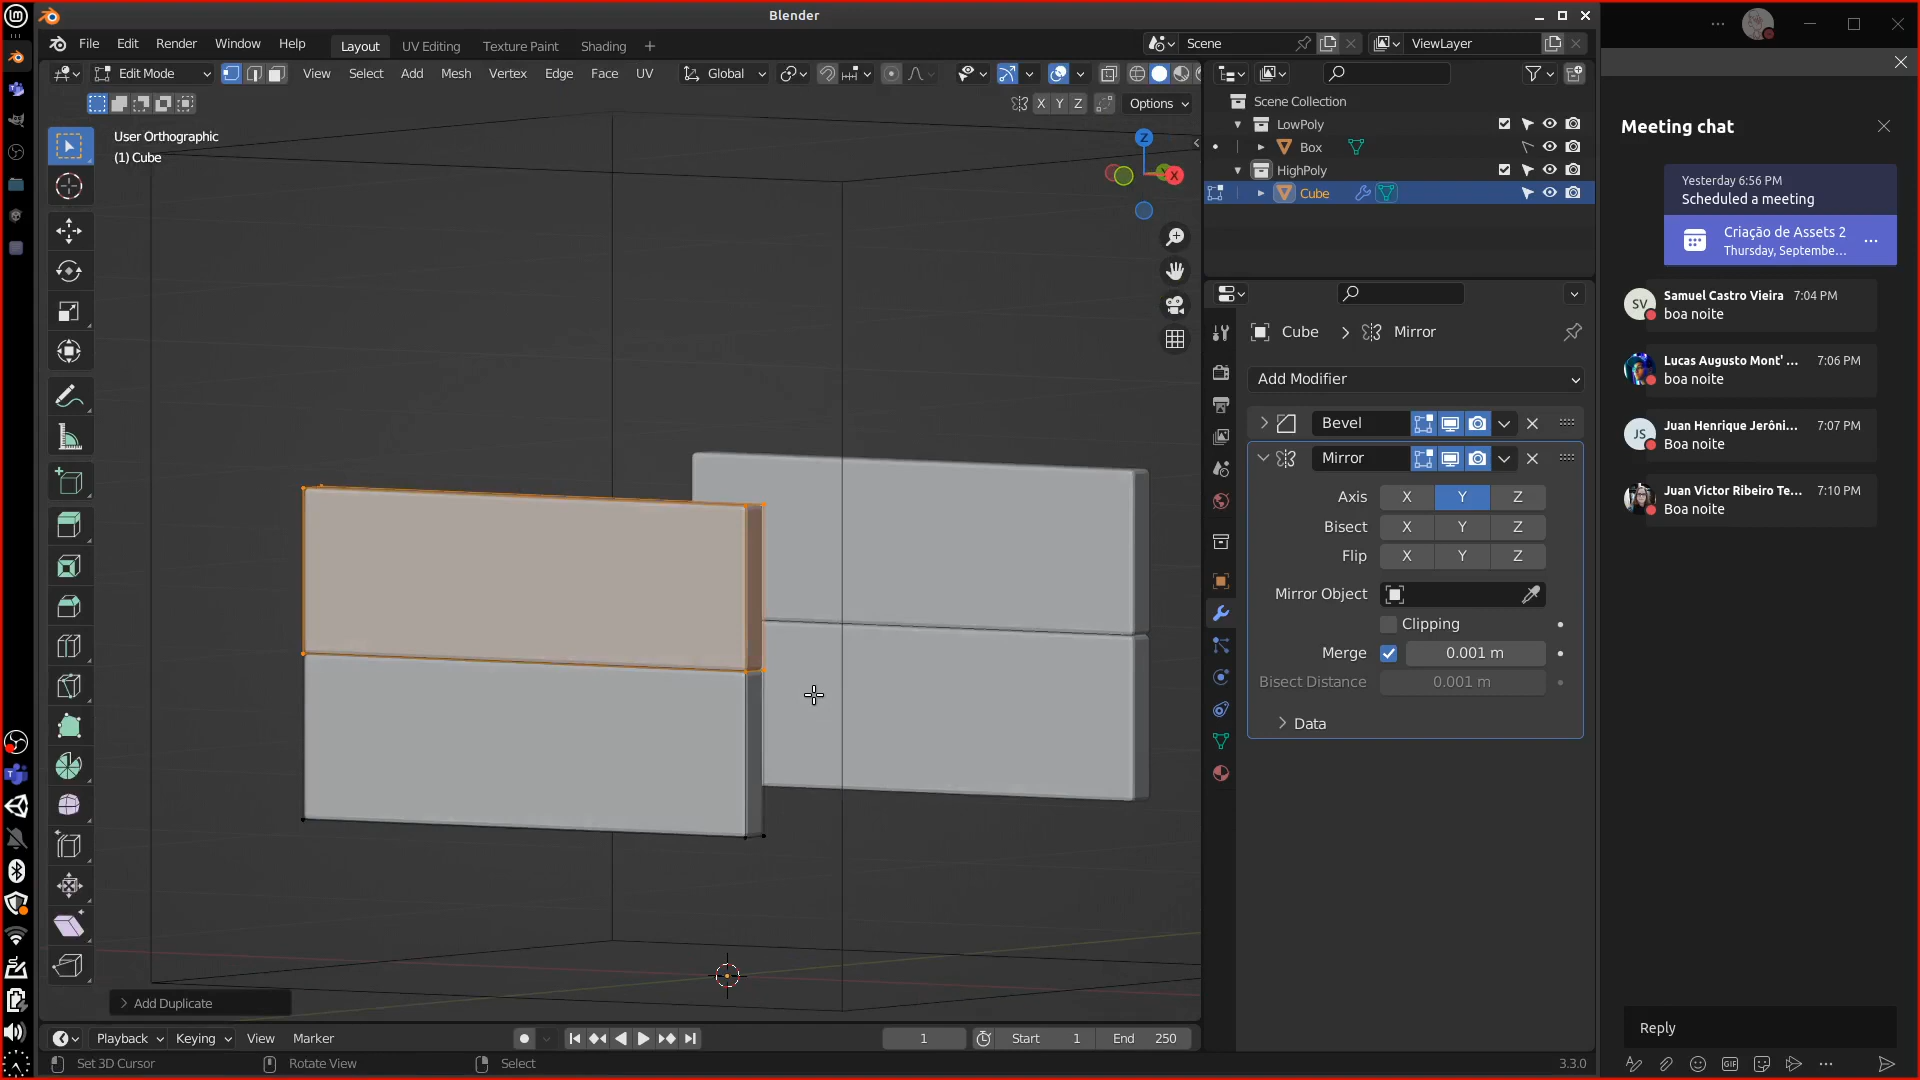 Blender
File Edit Render Window Help Layout UV Editing Texture Paint Shading Scene ViewLayer
Edit Mode View Select Add Mesh Vertex Edge Face UV Global
X Y Z Options
User Orthographic
(1) Cube
Z
X
Add Duplicate
Playback Keying View Marker 1 Start 1 End 250
Set 3D Cursor Rotate View Select 3.3.0
Scene Collection
LowPoly
Box
HighPoly
Cube
Cube > Mirror
Add Modifier
Bevel
Mirror
Axis X Y Z
Bisect X Y Z
Flip X Y Z
Mirror Object
Clipping
Merge 0.001 m
Bisect Distance 0.001 m
Data
Meeting chat
Yesterday 6:56 PM
Scheduled a meeting
Criação de Assets 2
Thursday, Septembe...
SV Samuel Castro Vieira 7:04 PM
boa noite
Lucas Augusto Mont' ... 7:06 PM
boa noite
JS Juan Henrique Jerôni... 7:07 PM
Boa noite
Juan Victor Ribeiro Te... 7:10 PM
Boa noite
Reply
GIF